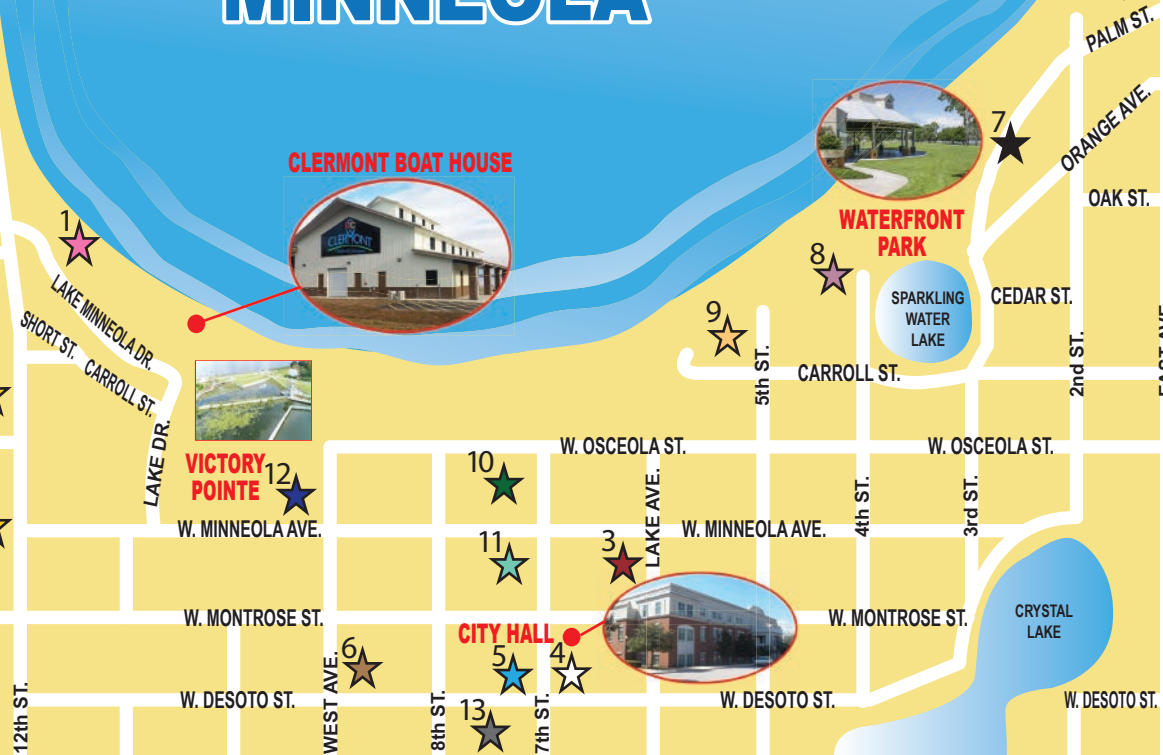 MINNEOLA
PALM ST.
7
ORANGE AVE.
CLERMONT BOAT HOUSE
CLERMONT
OAK ST.
1
WATERFRONT
PARK
8
LAKE MINNEOLA DR.
SPARKLING
WATER
LAKE
CEDAR ST.
9
SHORT ST.
CARROLL ST.
5th ST.
CARROLL ST.
2nd ST.
EAST AVE.
LAKE DR.
W. OSCEOLA ST.
W. OSCEOLA ST.
VICTORY
POINTE
12
10
LAKE AVE.
4th ST.
3rd ST.
W. MINNEOLA AVE.
W. MINNEOLA AVE.
11
3
W. MONTROSE ST.
W. MONTROSE ST.
CRYSTAL
LAKE
CITY HALL
6
5
4
WEST AVE.
W. DESOTO ST.
W. DESOTO ST.
W. DESOTO ST.
12th ST.
8th ST.
13
7th ST.